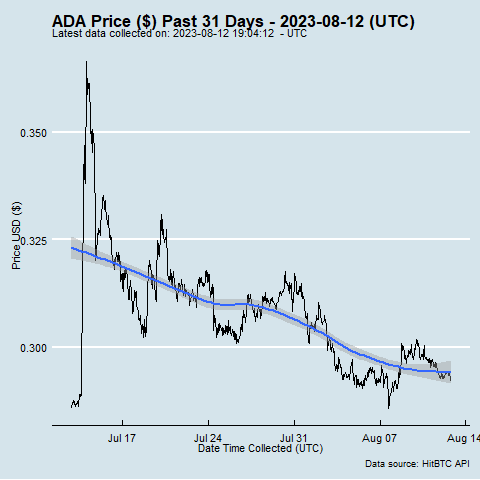 ADA Price ($) Past 31 Days - 2023-08-12 (UTC)
Latest data collected on: 2023-08-12 19:04:12 - UTC
0.350
0.325
0.300
Price USD ($)
Jul 17
Jul 24
Jul 31
Aug 07
Aug 14
Date Time Collected (UTC)
Data source: HitBTC API